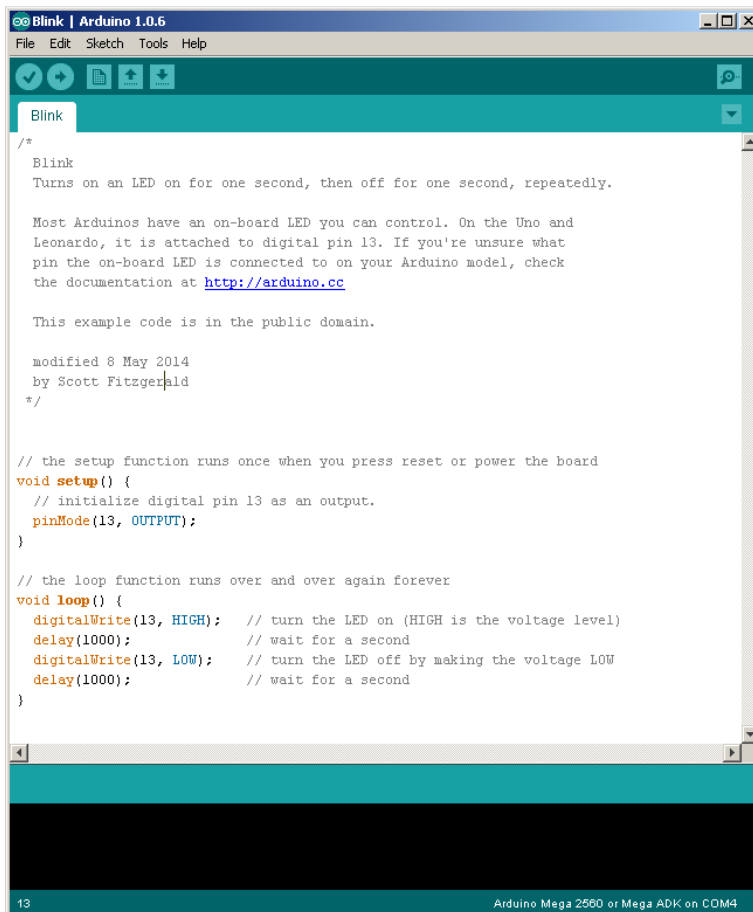 Blink | Arduino 1.0.6
File Edit Sketch Tools Help
Blink
/*
  Blink
  Turns on an LED on for one second, then off for one second, repeatedly.

  Most Arduinos have an on-board LED you can control. On the Uno and
  Leonardo, it is attached to digital pin 13. If you're unsure what
  pin the on-board LED is connected to on your Arduino model, check
  the documentation at http://arduino.cc

  This example code is in the public domain.

  modified 8 May 2014
  by Scott Fitzgerald
 */


// the setup function runs once when you press reset or power the board
void setup() {
  // initialize digital pin 13 as an output.
  pinMode(13, OUTPUT);
}

// the loop function runs over and over again forever
void loop() {
  digitalWrite(13, HIGH);   // turn the LED on (HIGH is the voltage level)
  delay(1000);              // wait for a second
  digitalWrite(13, LOW);    // turn the LED off by making the voltage LOW
  delay(1000);              // wait for a second
}
13 Arduino Mega 2560 or Mega ADK on COM4